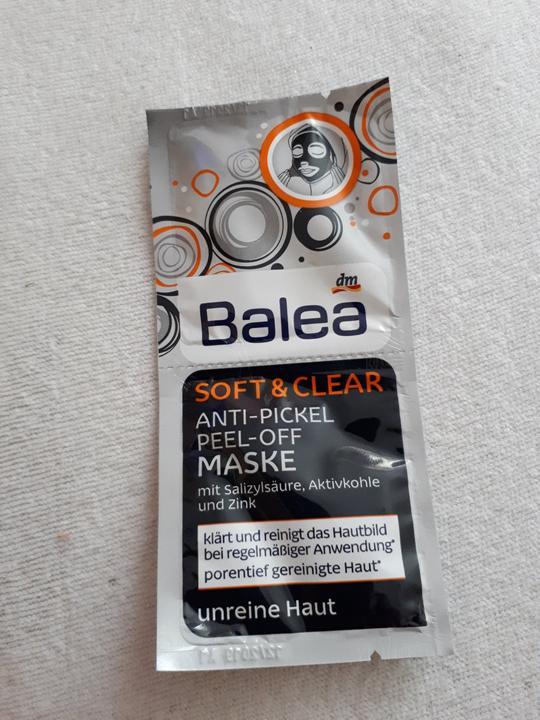 dm
Balea
SOFT & CLEAR
ANTI-PICKEL
PEEL-OFF
MASKE
mit Salizylsäure, Aktivkohle
und Zink
klärt und reinigt das Hautbild
bei regelmäßiger Anwendung*
porentief gereinigte Haut*
unreine Haut